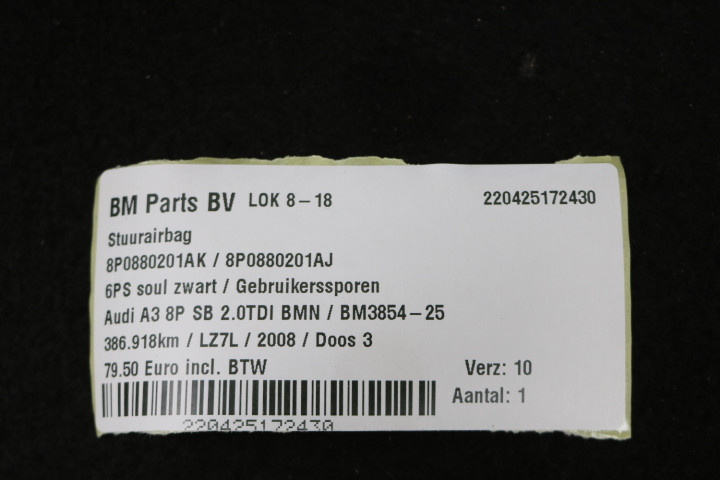 BM Parts BV LOK 8-18 220425172430
Stuurairbag
8P0880201AK / 8P0880201AJ
6PS soul zwart / Gebruikerssporen
Audi A3 8P SB 2.0TDI BMN / BM3854-25
386.918km / LZ7L / 2008 / Doos 3
79.50 Euro incl. BTW Verz: 10
Aantal: 1
220425172430